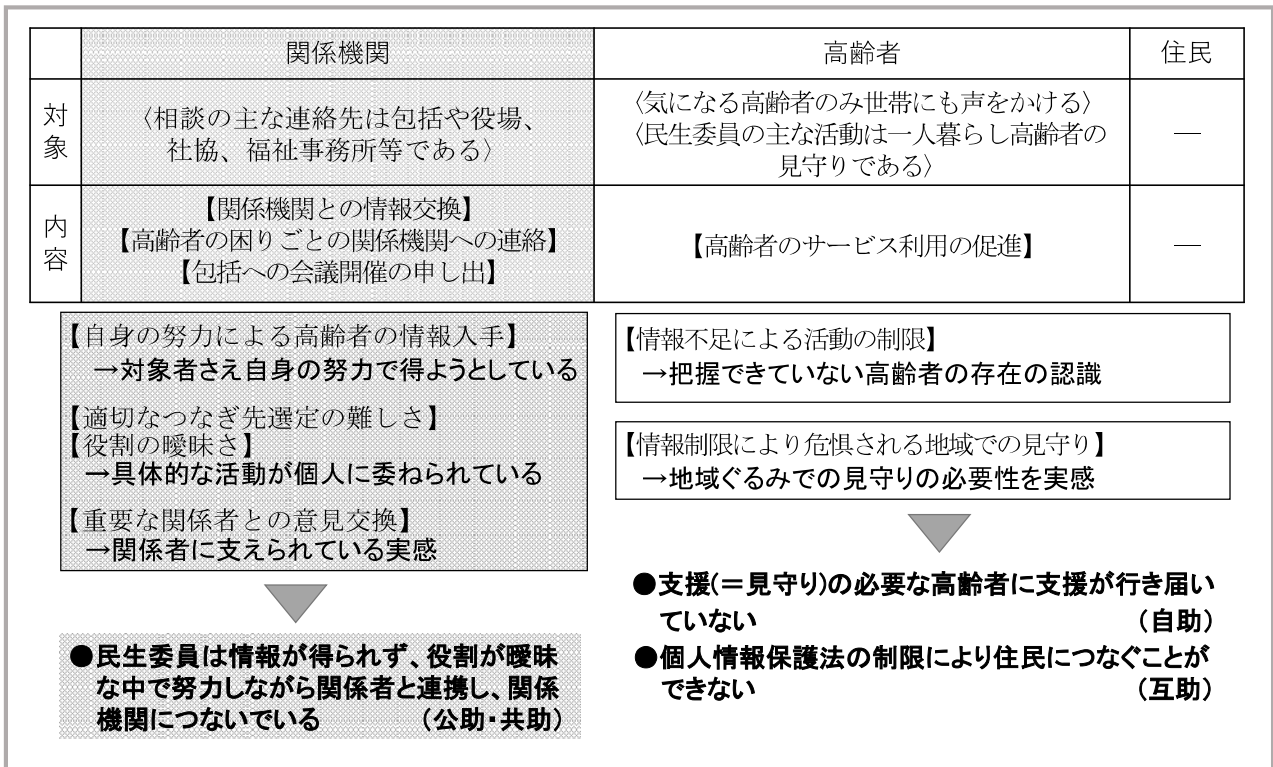 関係機関 高齢者 住民
対象
〈相談の主な連絡先は包括や役場、
社協、福祉事務所等である〉
〈気になる高齢者のみ世帯にも声をかける〉
〈民生委員の主な活動は一人暮らし高齢者の
見守りである〉
―
内容
【関係機関との情報交換】
【高齢者の困りごとの関係機関への連絡】
【包括への会議開催の申し出】
【高齢者のサービス利用の促進】
―
【自身の努力による高齢者の情報入手】
→対象者さえ自身の努力で得ようとしている
【適切なつなぎ先選定の難しさ】
【役割の曖昧さ】
→具体的な活動が個人に委ねられている
【重要な関係者との意見交換】
→関係者に支えられている実感
●民生委員は情報が得られず、役割が曖昧
な中で努力しながら関係者と連携し、関係
機関につないでいる (公助・共助)
【情報不足による活動の制限】
→把握できていない高齢者の存在の認識
【情報制限により危惧される地域での見守り】
→地域ぐるみでの見守りの必要性を実感
●支援(=見守り)の必要な高齢者に支援が行き届い
ていない (自助)
●個人情報保護法の制限により住民につなぐことが
できない (互助)